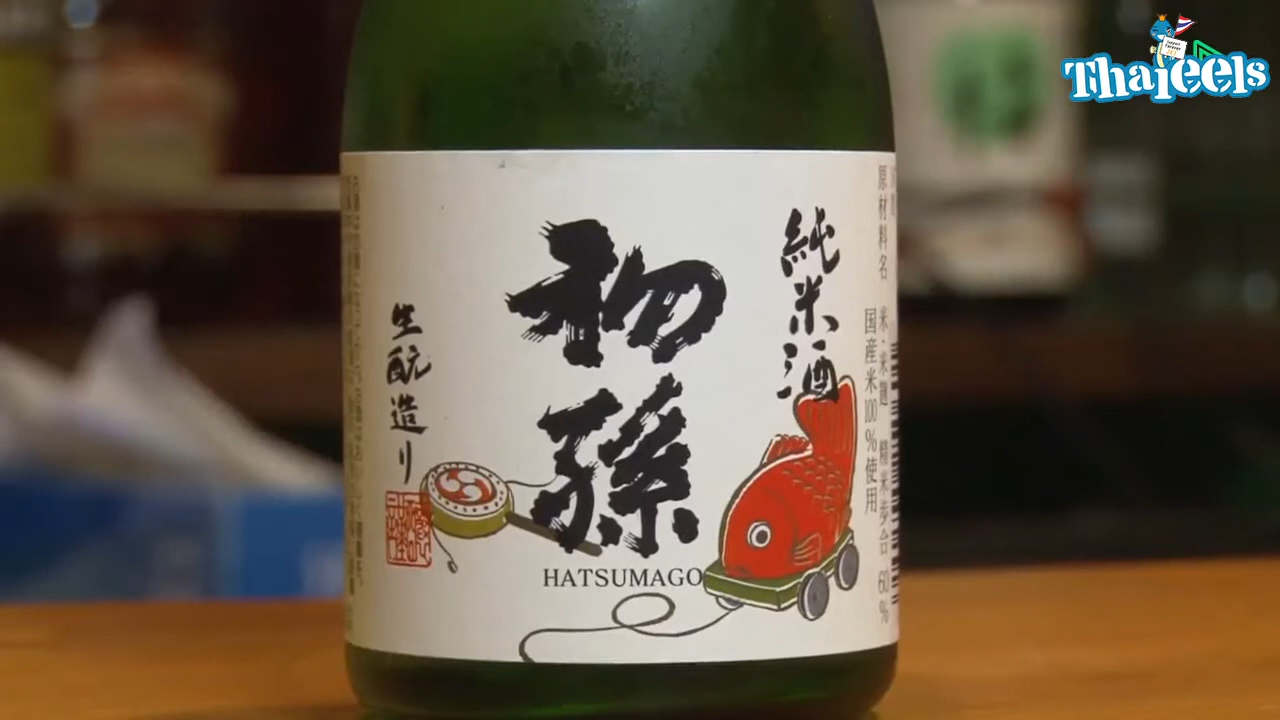 Thaieels
初孫
純米酒
生酛造り
HATSUMAGO
原材料名 米・米麹 精米歩合 60%
国産米100%使用